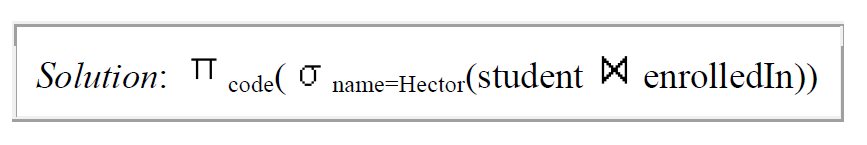 Solution: π code( σ name=Hector(student ⋈ enrolledIn))